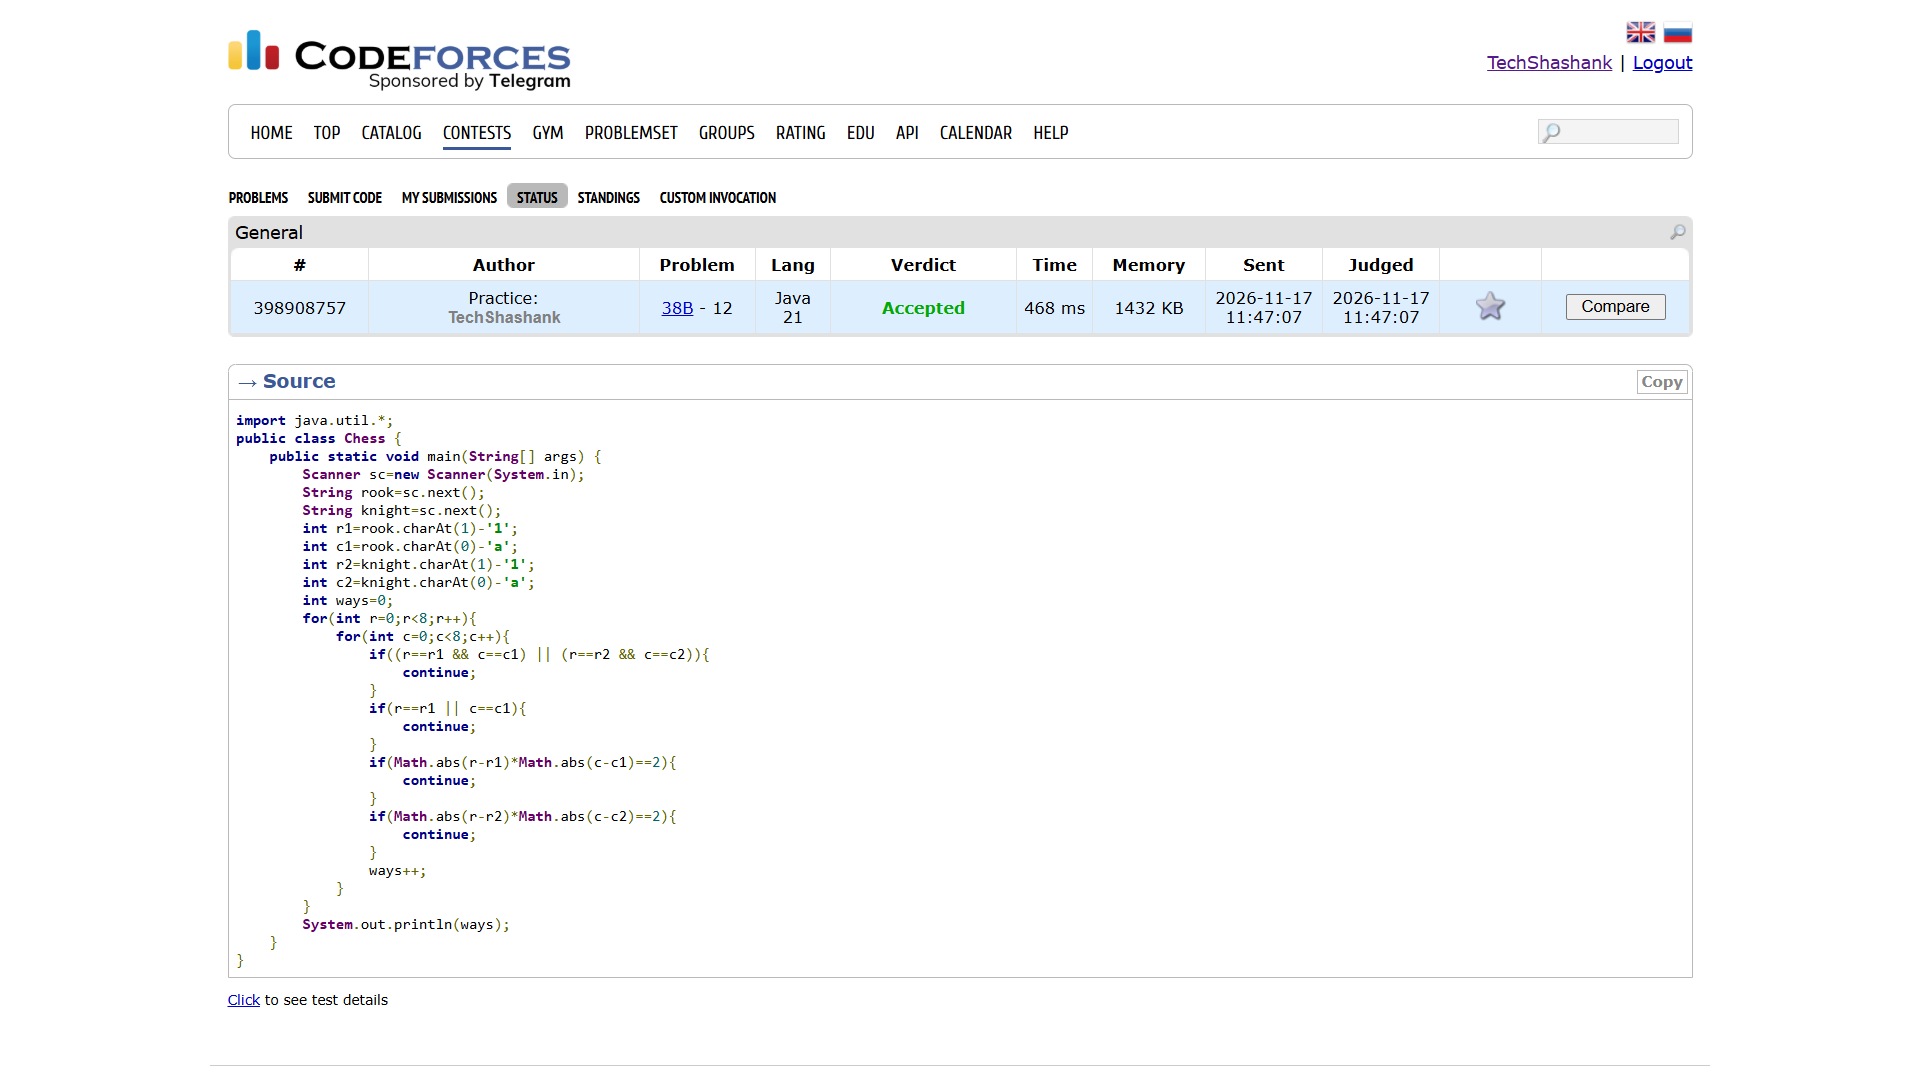 CODEFORCES
Sponsored by Telegram
TechShashank | Logout
HOME TOP CATALOG CONTESTS GYM PROBLEMSET GROUPS RATING EDU API CALENDAR HELP
PROBLEMS SUBMIT CODE MY SUBMISSIONS STATUS STANDINGS CUSTOM INVOCATION
General
# Author Problem Lang Verdict Time Memory Sent Judged
398908757 Practice: TechShashank 38B - 12 Java 21 Accepted 468 ms 1432 KB 2026-11-17 11:47:07 2026-11-17 11:47:07 Compare
→ Source Copy
import java.util.*;
public class Chess {
    public static void main(String[] args) {
        Scanner sc=new Scanner(System.in);
        String rook=sc.next();
        String knight=sc.next();
        int r1=rook.charAt(1)-'1';
        int c1=rook.charAt(0)-'a';
        int r2=knight.charAt(1)-'1';
        int c2=knight.charAt(0)-'a';
        int ways=0;
        for(int r=0;r<8;r++){
            for(int c=0;c<8;c++){
                if((r==r1 && c==c1) || (r==r2 && c==c2)){
                    continue;
                }
                if(r==r1 || c==c1){
                    continue;
                }
                if(Math.abs(r-r1)*Math.abs(c-c1)==2){
                    continue;
                }
                if(Math.abs(r-r2)*Math.abs(c-c2)==2){
                    continue;
                }
                ways++;
            }
        }
        System.out.println(ways);
    }
}
Click to see test details